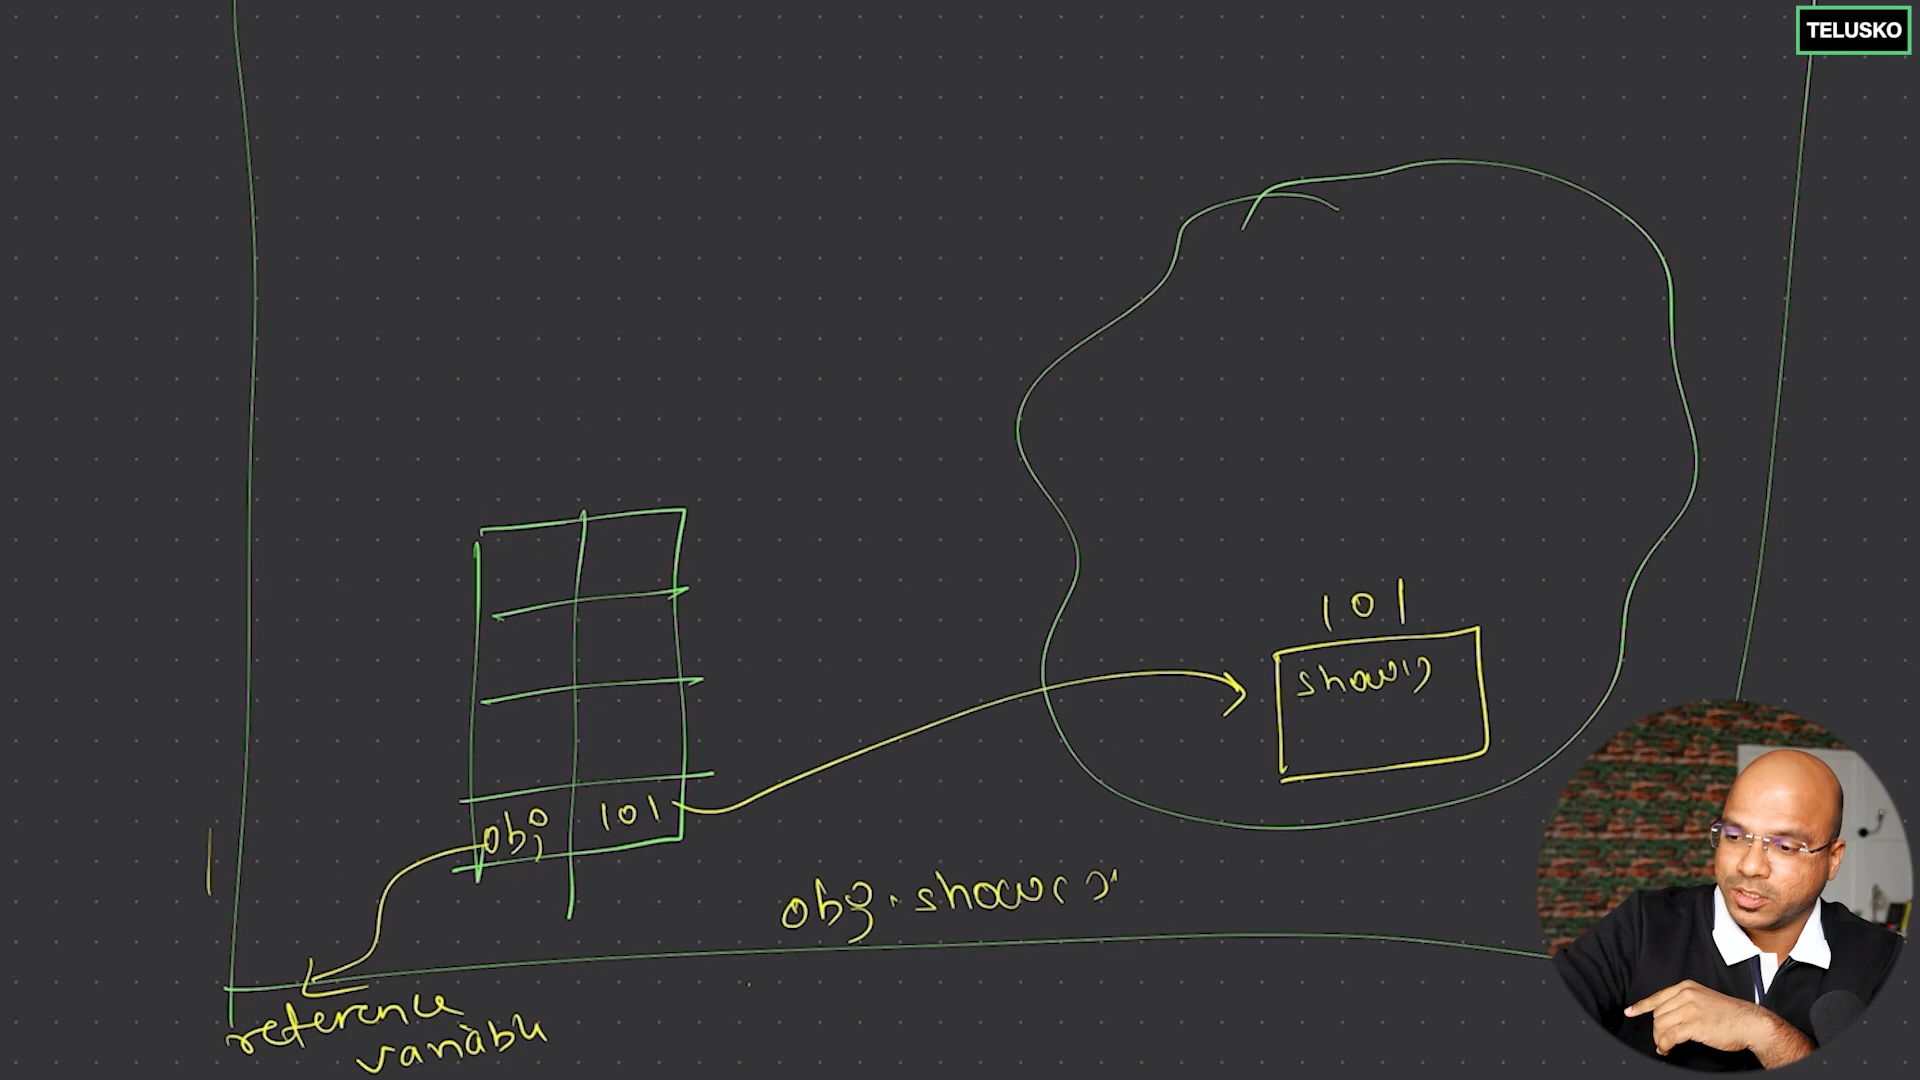 TELUSKO
101
show()
obj 101
obj.show()
reference
variable